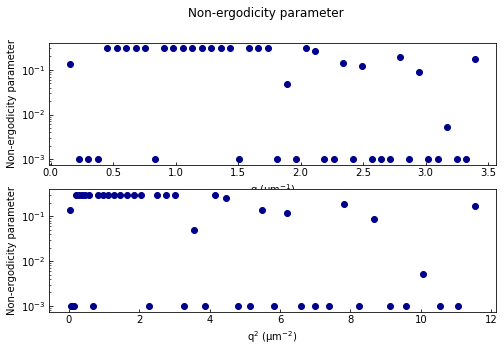 Non-ergodicity parameter
Non-ergodicity parameter
10⁻¹
10⁻²
10⁻³
0.0 0.5 1.0 1.5 2.0 2.5 3.0 3.5
q (μm⁻¹)
Non-ergodicity parameter
10⁻¹
10⁻²
10⁻³
0 2 4 6 8 10 12
q² (μm⁻²)